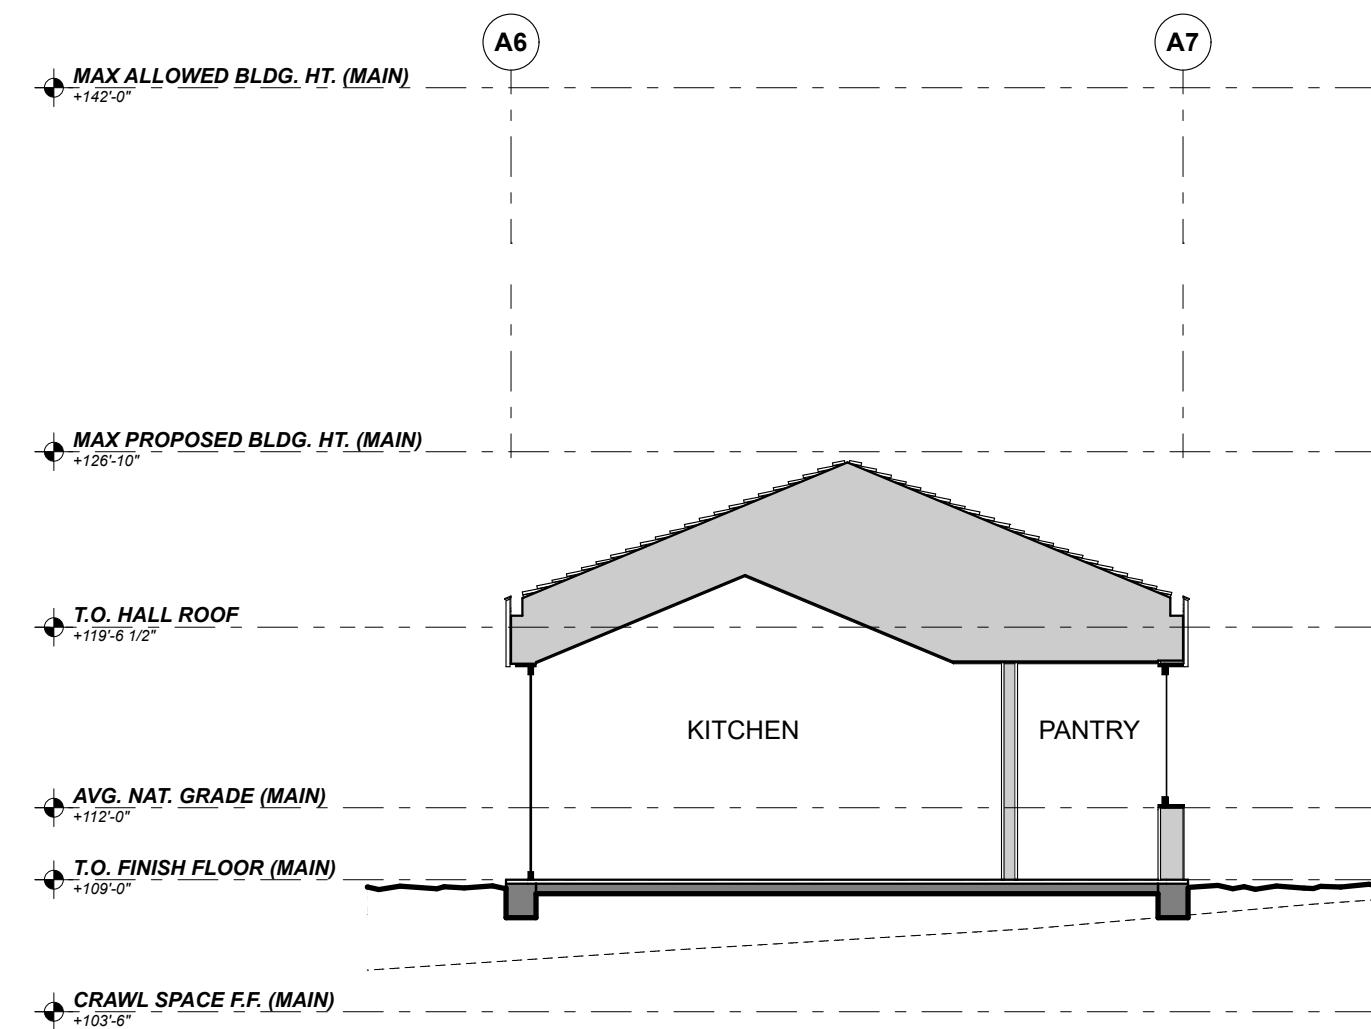 A6
A7
MAX ALLOWED BLDG. HT. (MAIN)
+142'-0"
MAX PROPOSED BLDG. HT. (MAIN)
+126'-10"
T.O. HALL ROOF
+119'-6 1/2"
KITCHEN
PANTRY
AVG. NAT. GRADE (MAIN)
+112'-0"
T.O. FINISH FLOOR (MAIN)
+109'-0"
CRAWL SPACE F.F. (MAIN)
+103'-6"